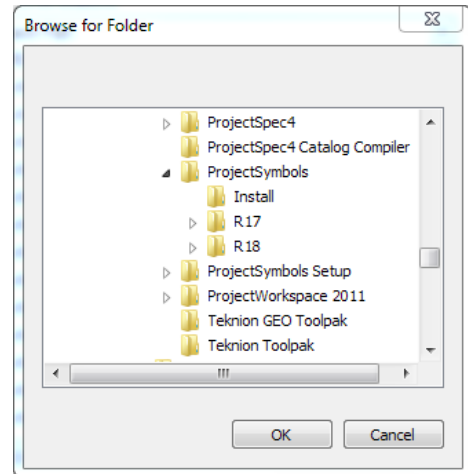 Browse for Folder
ProjectSpec4
ProjectSpec4 Catalog Compiler
ProjectSymbols
Install
R17
R18
ProjectSymbols Setup
ProjectWorkspace 2011
Teknion GEO Toolpak
Teknion Toolpak
OK Cancel